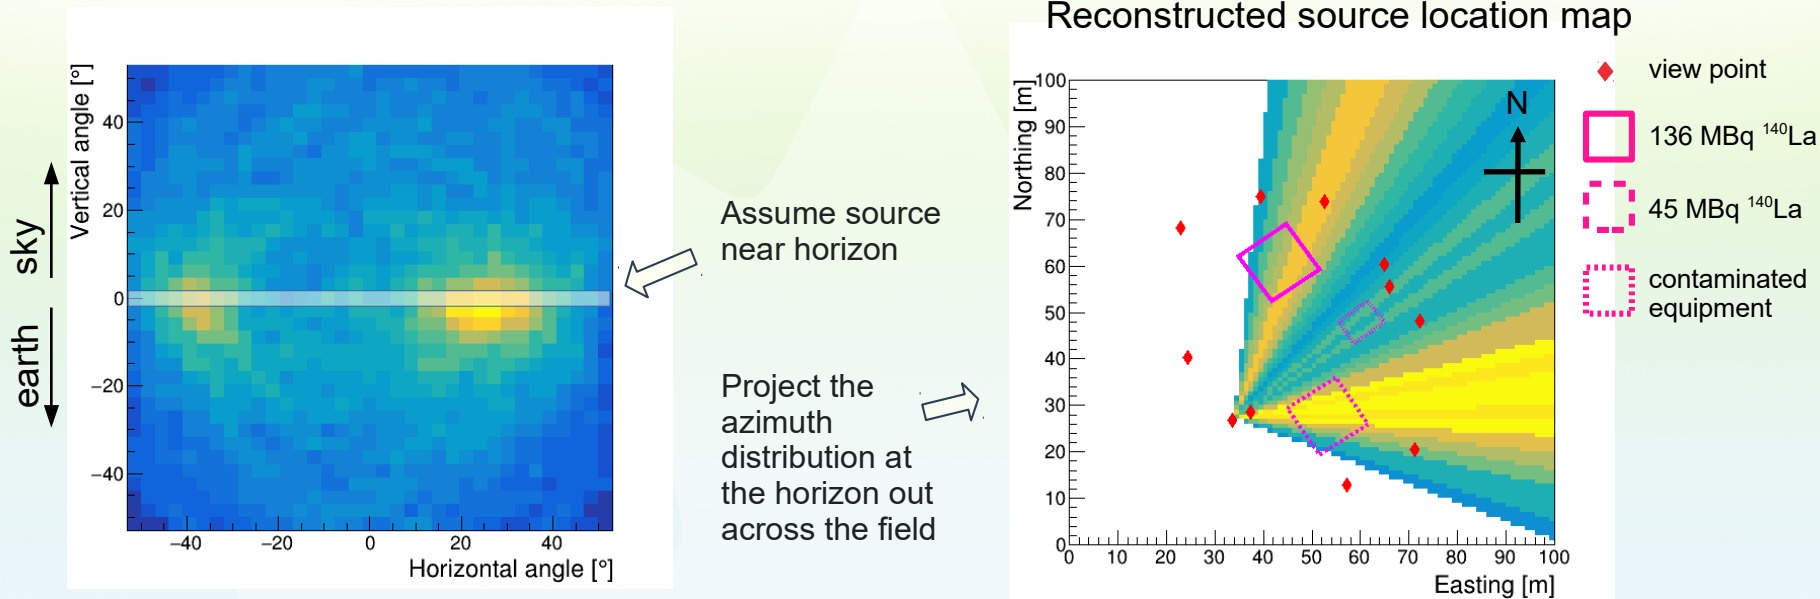 Reconstructed source location map
Vertical angle [°]
40
20
0
−20
−40
−40
−20
0
20
40
Horizontal angle [°]
sky
earth
Assume source
near horizon
Project the
azimuth
distribution at
the horizon out
across the field
Northing [m]
100
90
80
70
60
50
40
30
20
10
0
0
10
20
30
40
50
60
70
80
90
100
Easting [m]
N
view point
136 MBq ¹⁴⁰La
45 MBq ¹⁴⁰La
contaminated
equipment